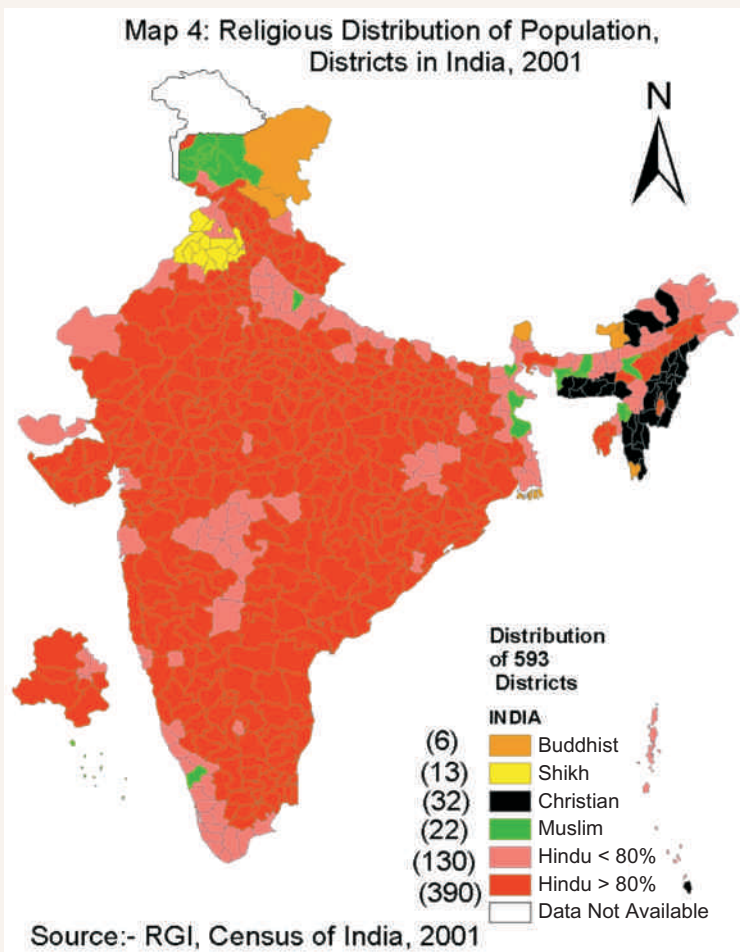 Map 4: Religious Distribution of Population,
Districts in India, 2001
N
Distribution
of 593
Districts
INDIA
(6) Buddhist
(13) Shikh
(32) Christian
(22) Muslim
(130) Hindu < 80%
(390) Hindu > 80%
Data Not Available
Source:- RGI, Census of India, 2001